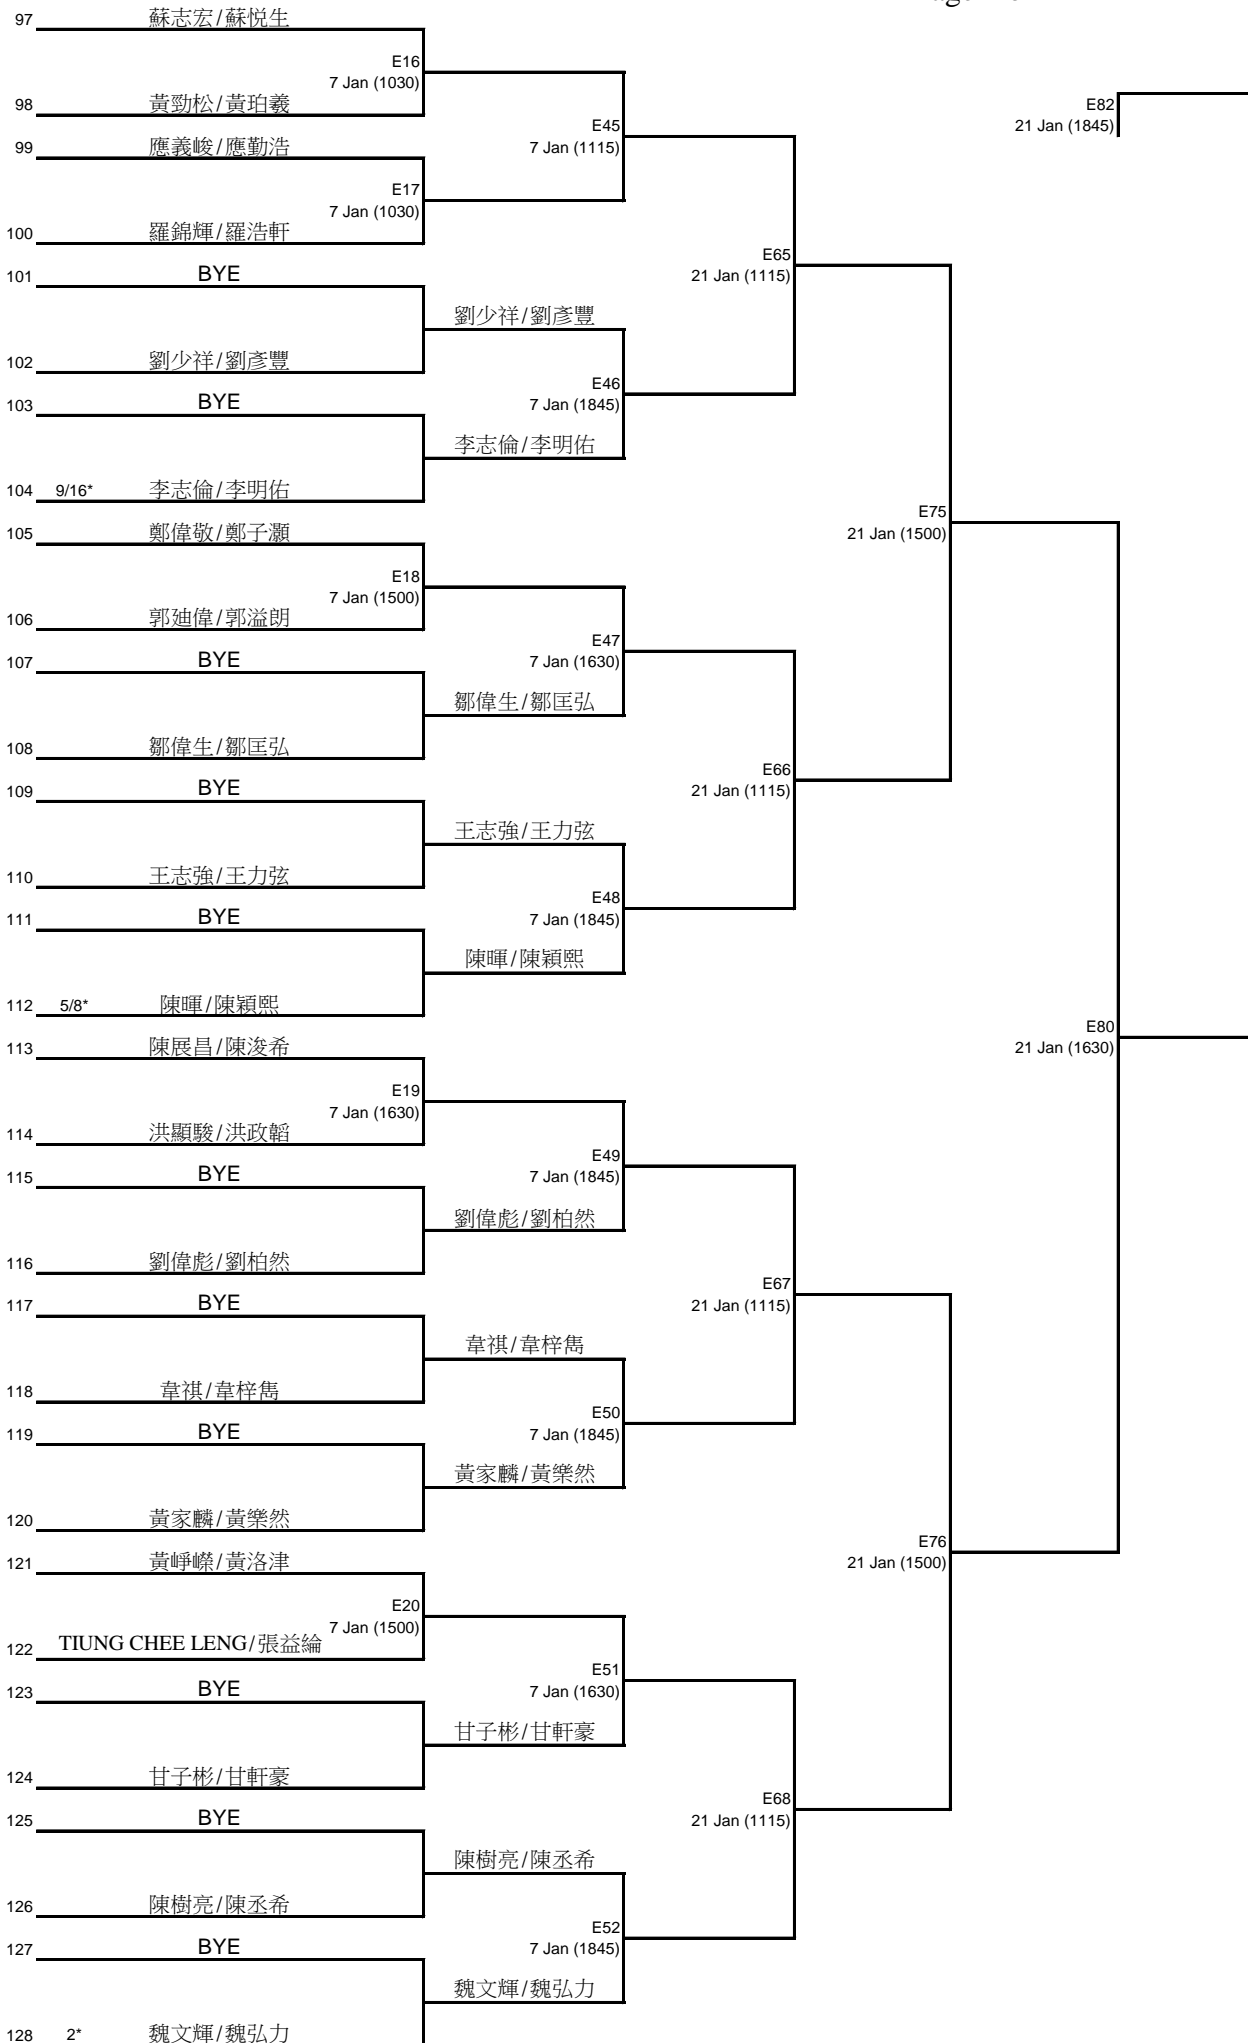 97 蘇志宏/蘇悅生
E16
7 Jan (1030)
98 黃勁松/黃珀羲
E82
21 Jan (1845)
E45
7 Jan (1115)
99 應義峻/應勤浩
E17
7 Jan (1030)
100 羅錦輝/羅浩軒
E65
21 Jan (1115)
101 BYE
劉少祥/劉彥豐
102 劉少祥/劉彥豐
E46
7 Jan (1845)
103 BYE
李志倫/李明佑
104 9/16* 李志倫/李明佑
E75
21 Jan (1500)
105 鄭偉敬/鄭子灝
E18
7 Jan (1500)
106 郭廸偉/郭溢朗
E47
7 Jan (1630)
107 BYE
鄒偉生/鄒匡弘
108 鄒偉生/鄒匡弘
E66
21 Jan (1115)
109 BYE
王志強/王力弦
110 王志強/王力弦
E48
7 Jan (1845)
111 BYE
陳暉/陳穎熙
112 5/8* 陳暉/陳穎熙
E80
21 Jan (1630)
113 陳展昌/陳浚希
E19
7 Jan (1630)
114 洪顯駿/洪政韜
E49
7 Jan (1845)
115 BYE
劉偉彪/劉柏然
116 劉偉彪/劉柏然
E67
21 Jan (1115)
117 BYE
韋祺/韋梓雋
118 韋祺/韋梓雋
E50
7 Jan (1845)
119 BYE
黃家麟/黃樂然
120 黃家麟/黃樂然
E76
21 Jan (1500)
121 黃崢嶸/黃洛津
E20
7 Jan (1500)
122 TIUNG CHEE LENG/張益綸
E51
7 Jan (1630)
123 BYE
甘子彬/甘軒豪
124 甘子彬/甘軒豪
E68
21 Jan (1115)
125 BYE
陳樹亮/陳丞希
126 陳樹亮/陳丞希
E52
7 Jan (1845)
127 BYE
魏文輝/魏弘力
128 2* 魏文輝/魏弘力